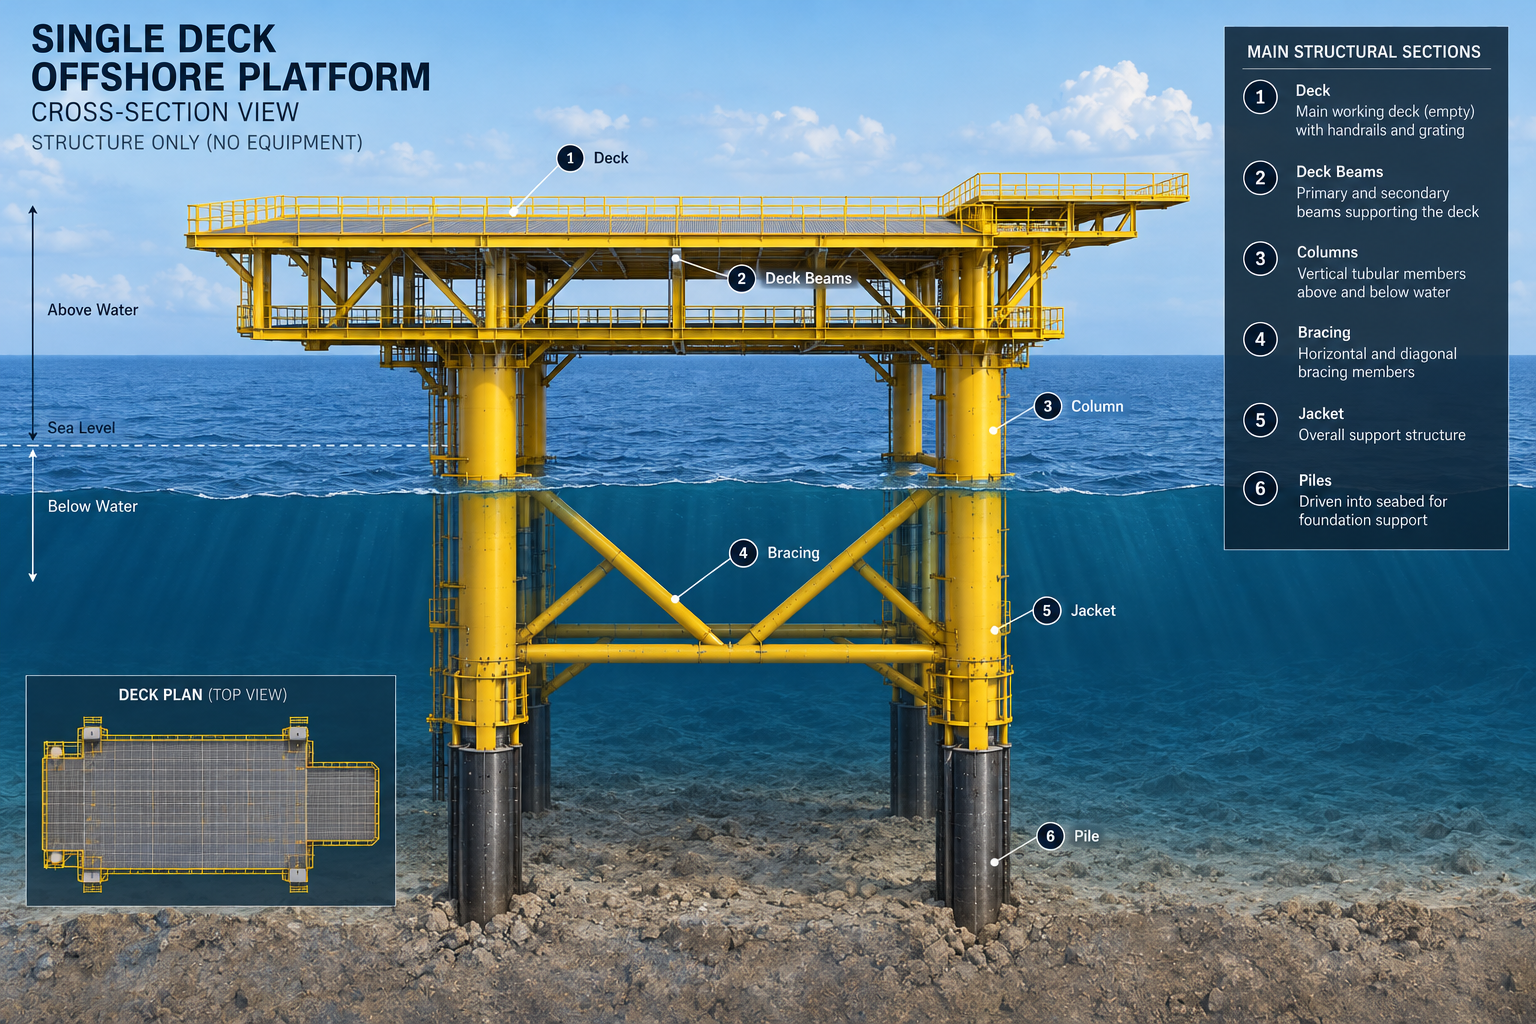 SINGLE DECK
OFFSHORE PLATFORM
CROSS-SECTION VIEW
STRUCTURE ONLY (NO EQUIPMENT)
1 Deck
2 Deck Beams
3 Column
4 Bracing
5 Jacket
6 Pile
Above Water
Sea Level
Below Water
MAIN STRUCTURAL SECTIONS
1 Deck
Main working deck (empty)
with handrails and grating
2 Deck Beams
Primary and secondary
beams supporting the deck
3 Columns
Vertical tubular members
above and below water
4 Bracing
Horizontal and diagonal
bracing members
5 Jacket
Overall support structure
6 Piles
Driven into seabed for
foundation support
DECK PLAN (TOP VIEW)